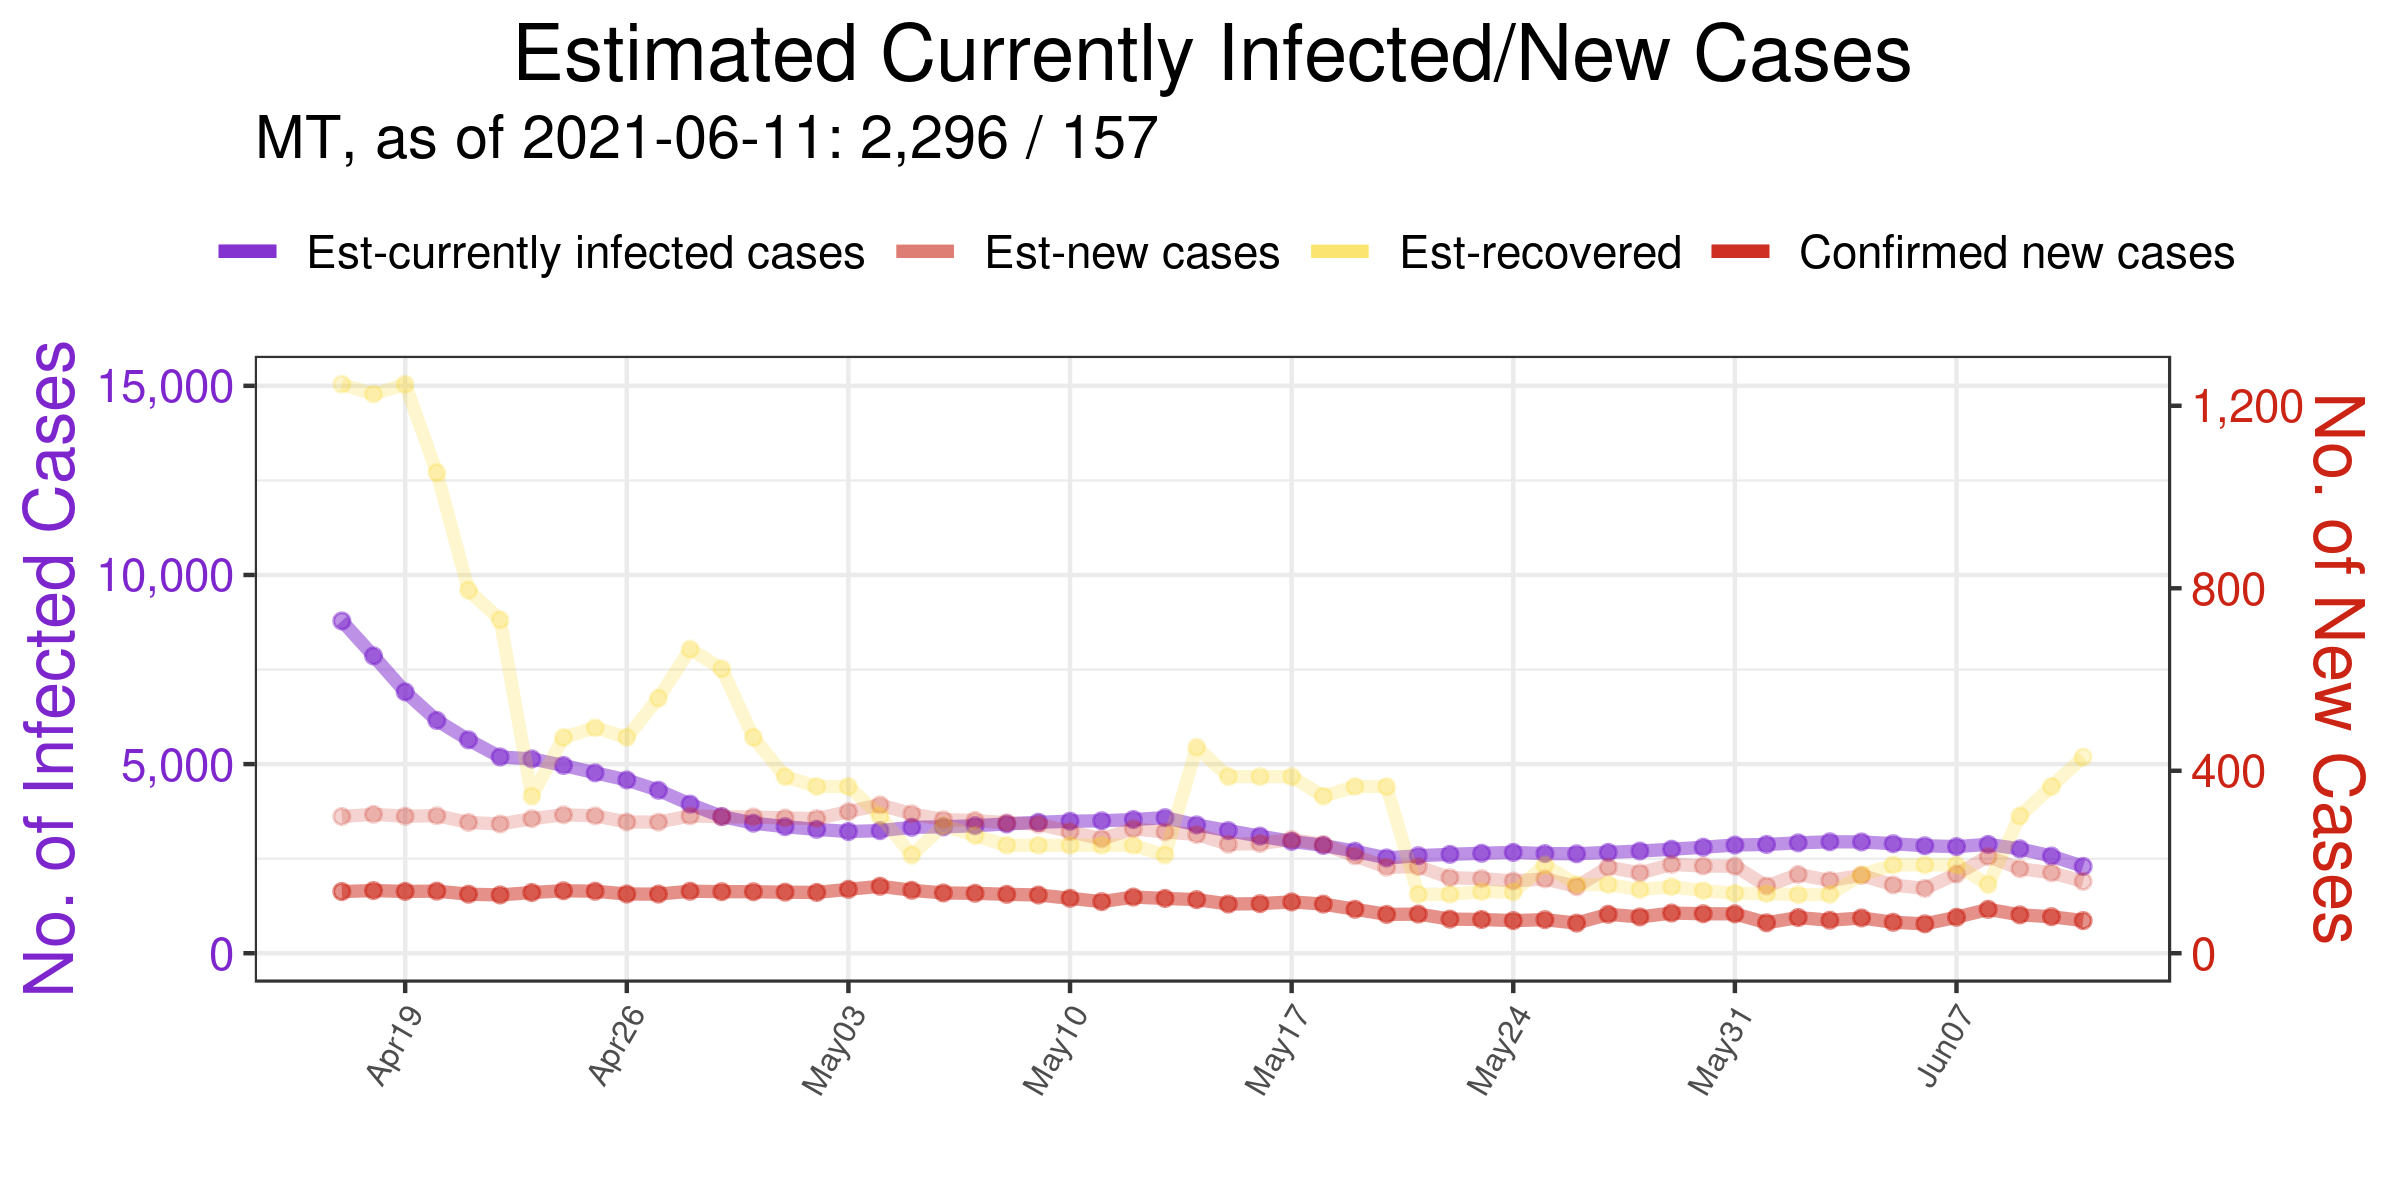 Estimated Currently Infected/New Cases
MT, as of 2021-06-11: 2,296 / 157
Est-currently infected cases Est-new cases Est-recovered Confirmed new cases
No. of Infected Cases
15,000
10,000
5,000
0
1,200
800
400
0
No. of New Cases
Apr19 Apr26 May03 May10 May17 May24 May31 Jun07